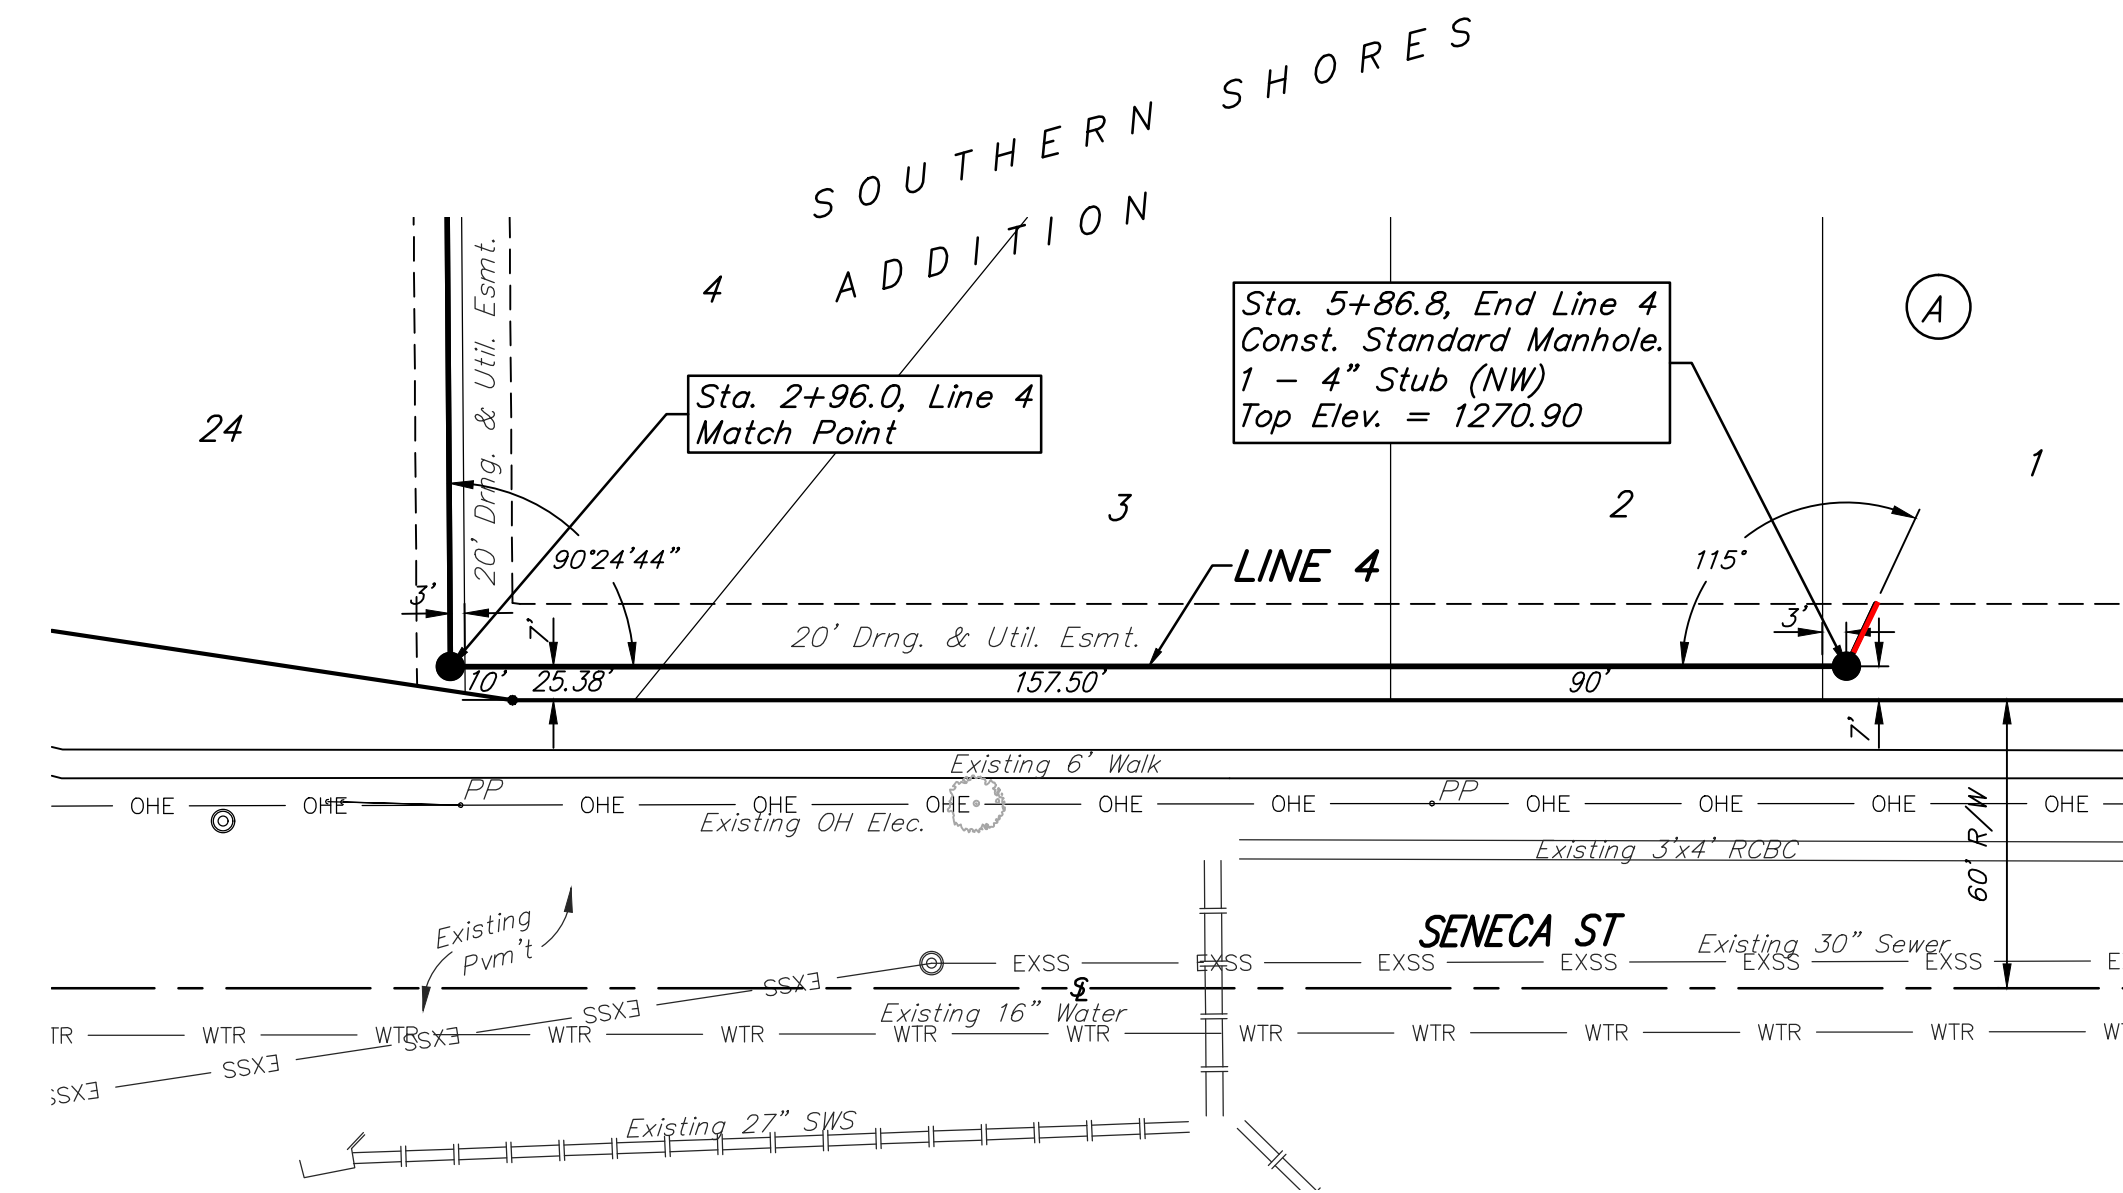 SOUTHERN SHORES
ADDITION
4
A
Sta. 5+86.8, End Line 4
Const. Standard Manhole.
1 - 4" Stub (NW)
Top Elev. = 1270.90
20' Drng. & Util. Esmt.
Sta. 2+96.0, Line 4
Match Point
24
1
3
2
90°24'44"
LINE 4
115°
3'
7'
20' Drng. & Util. Esmt.
3'
10'
25.38'
157.50'
90'
7'
Existing 6' Walk
PP
PP
OHE OHE OHE OHE OHE OHE OHE OHE OHE OHE OHE
Existing OH Elec.
60' R/W
Existing 3'x4' RCBC
Existing
Pvm't
SENECA ST
Existing 30" Sewer
EXSS EXSS EXSS EXSS EXSS EXSS
EXSS EXSS EXSS EXSS
Existing 16" Water
WTR WTR WTR WTR WTR WTR WTR WTR WTR WTR WTR
Existing 27" SWS